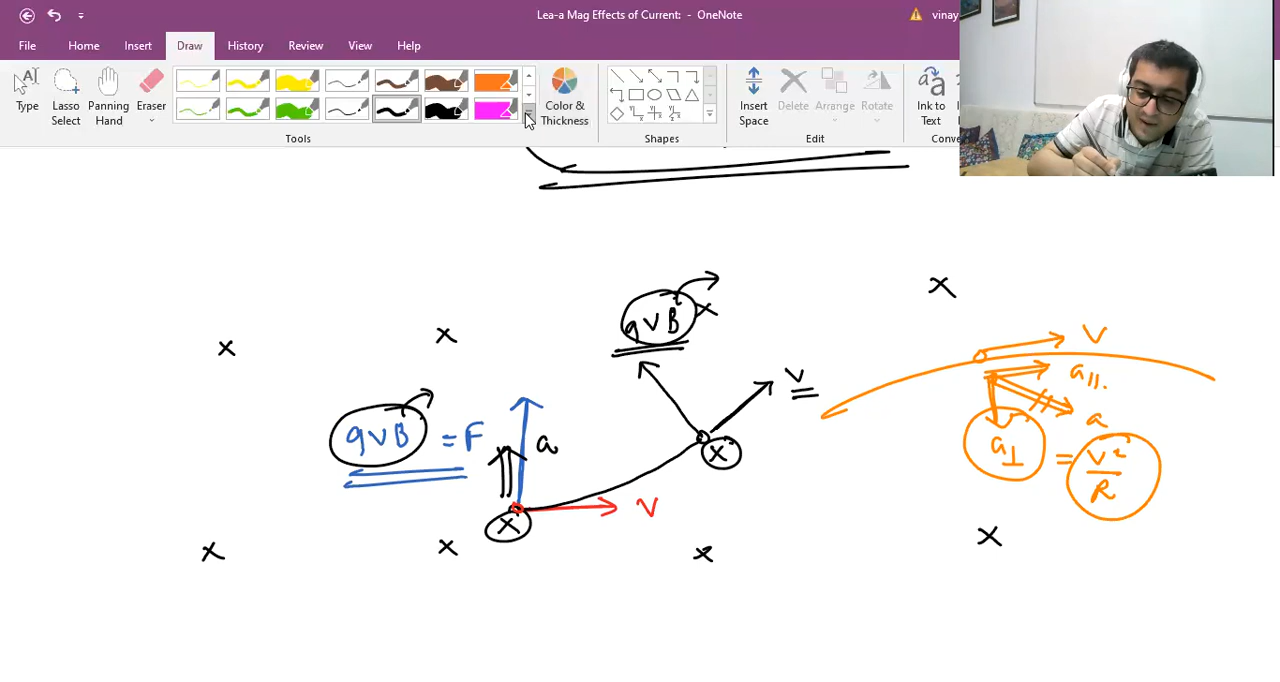 Lea-a Mag Effects of Current: - OneNote
vinay
File Home Insert Draw History Review View Help
Type
Lasso Select
Panning Hand
Eraser
Color & Thickness
Insert Space
Delete
Arrange
Rotate
Ink to Text
Tools
Shapes
Edit
Conv
x
qvB x
x x
v
v
a||
qvB = F
a
a
a⊥ = v²/R
x
x
v
x x x x